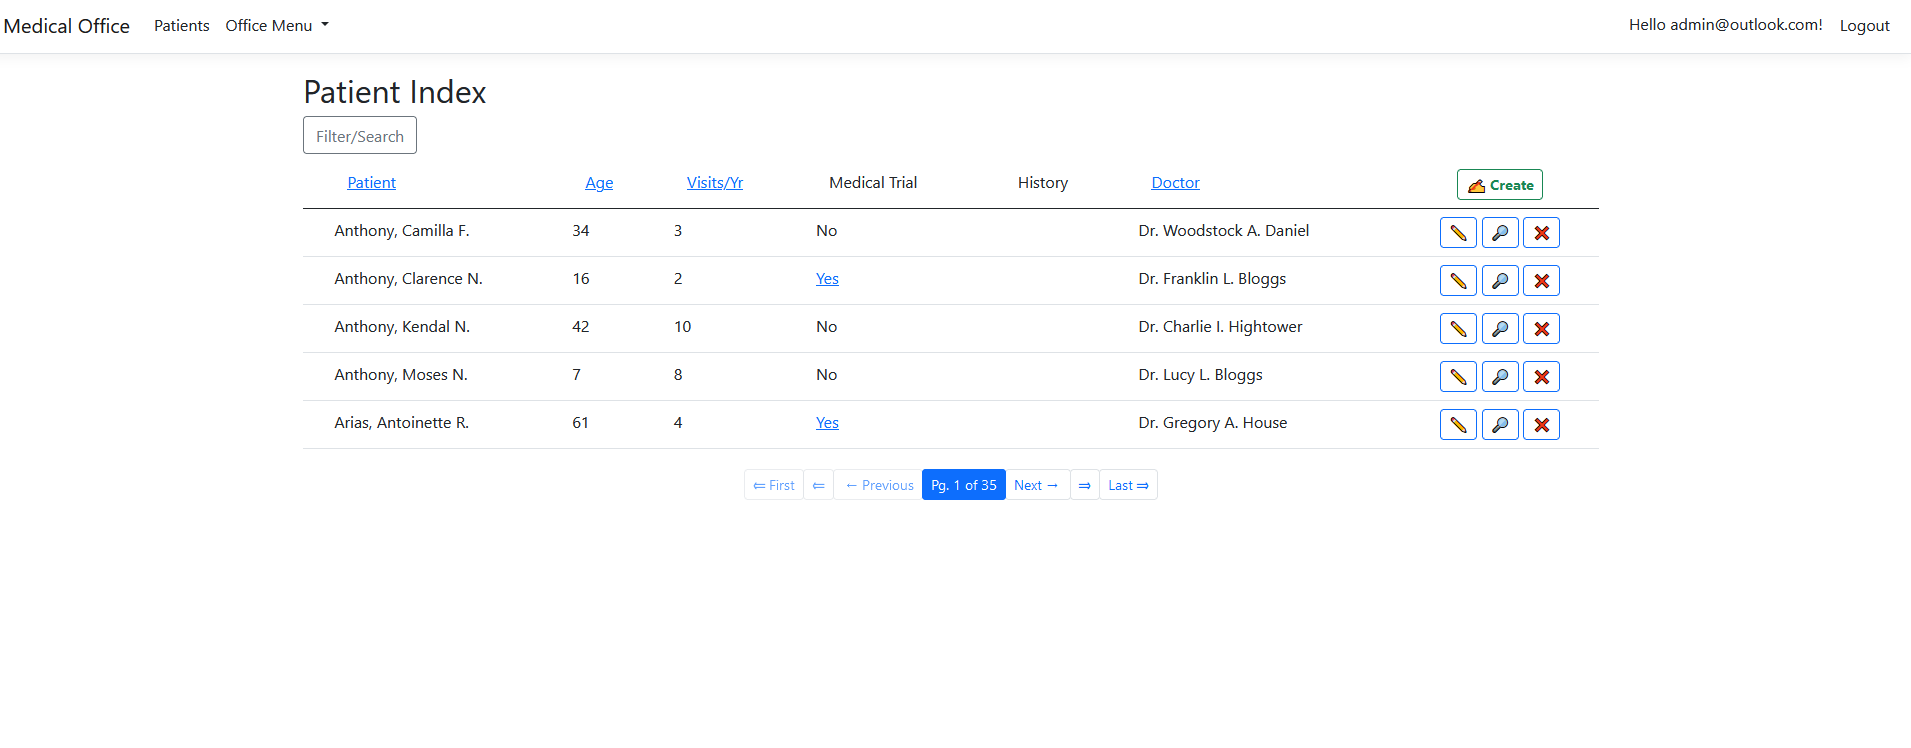 Medical Office Patients Office Menu Hello admin@outlook.com! Logout
Patient Index
Filter/Search
Patient Age Visits/Yr Medical Trial History Doctor Create
Anthony, Camilla F. 34 3 No Dr. Woodstock A. Daniel
Anthony, Clarence N. 16 2 Yes Dr. Franklin L. Bloggs
Anthony, Kendal N. 42 10 No Dr. Charlie I. Hightower
Anthony, Moses N. 7 8 No Dr. Lucy L. Bloggs
Arias, Antoinette R. 61 4 Yes Dr. Gregory A. House
⇐ First ⇐ ← Previous Pg. 1 of 35 Next → ⇒ Last ⇒